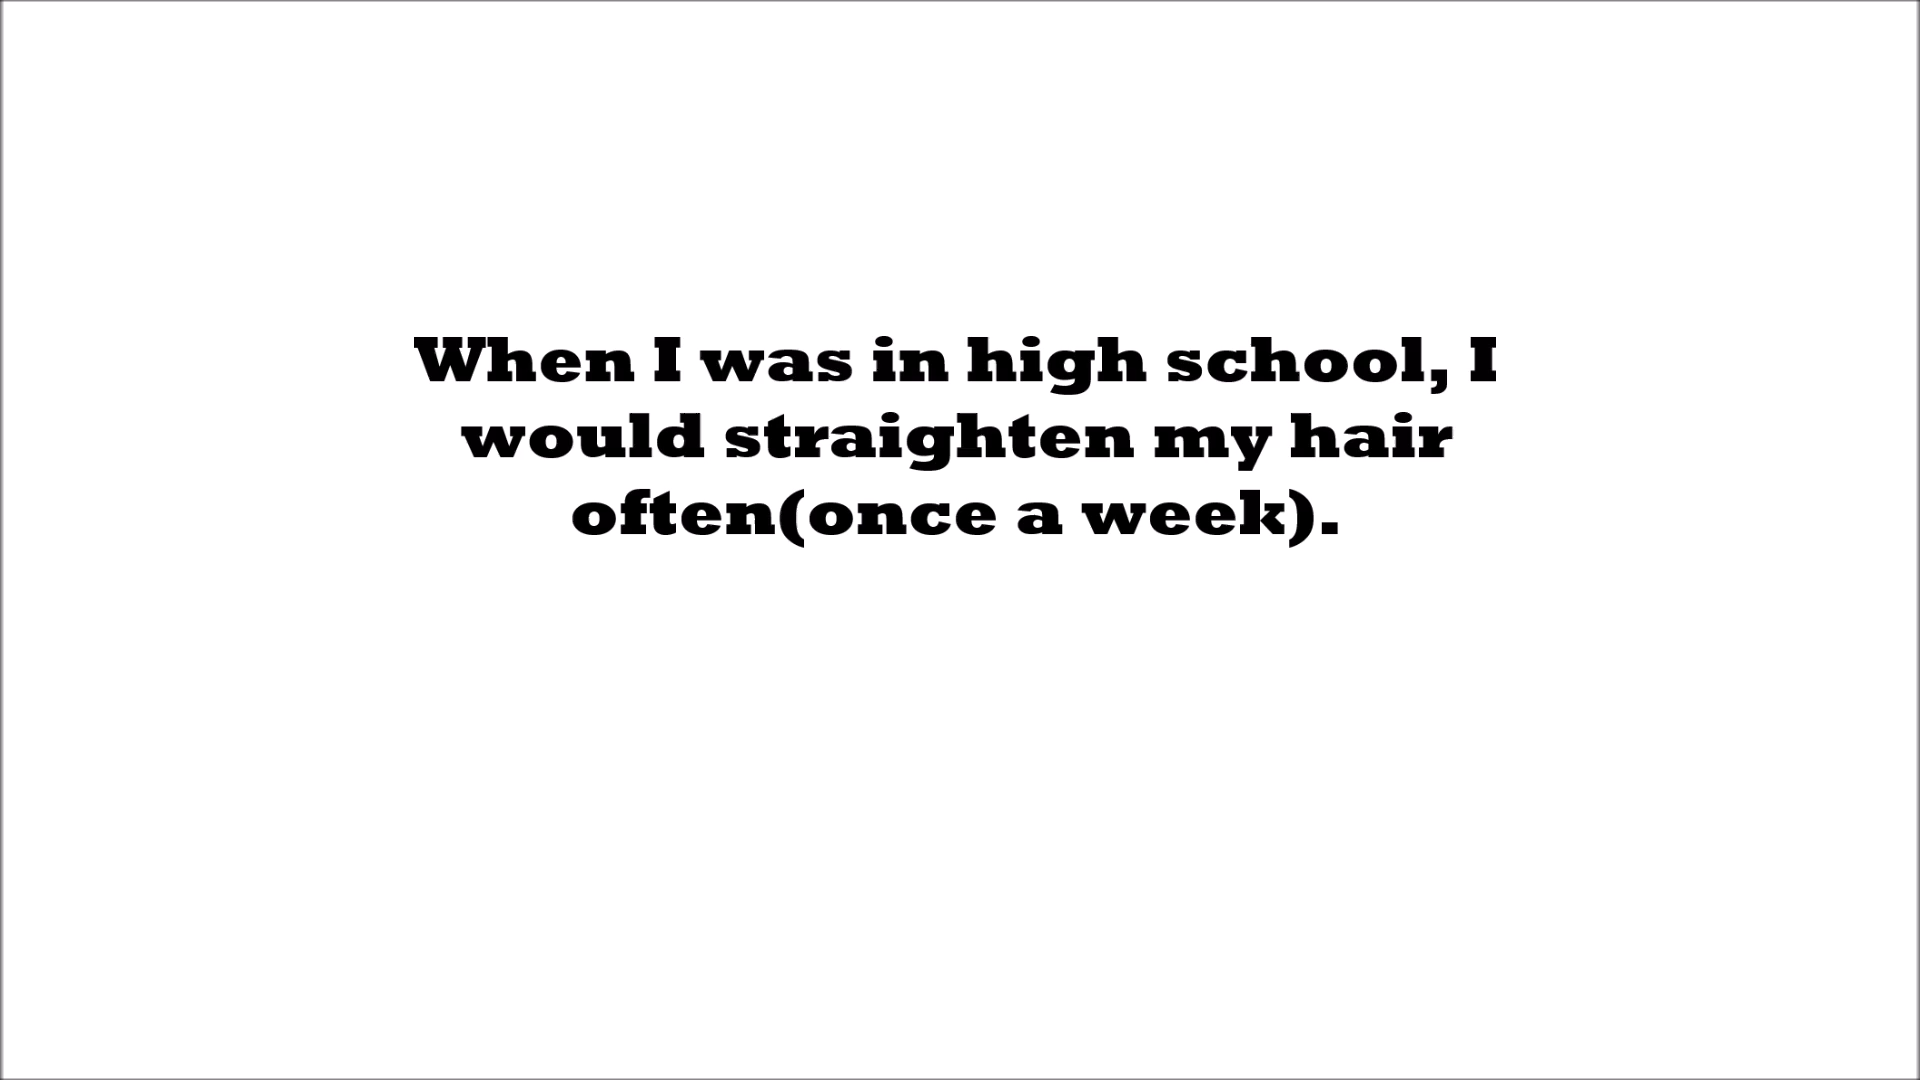 When I was in high school, I
would straighten my hair
often(once a week).